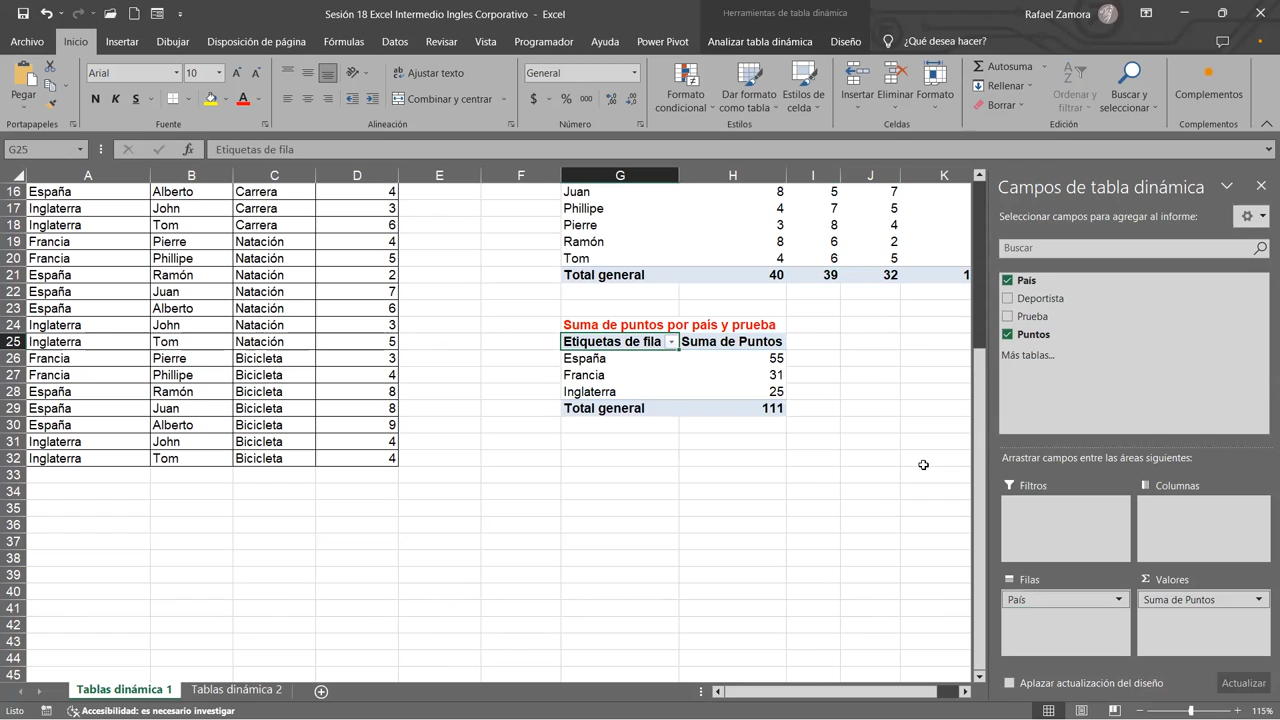 Sesión 18 Excel Intermedio Ingles Corporativo - Excel
Herramientas de tabla dinámica
Rafael Zamora
Archivo Inicio Insertar Dibujar Disposición de página Fórmulas Datos Revisar Vista Programador Ayuda Power Pivot Analizar tabla dinámica Diseño ¿Qué desea hacer?
Pegar
Arial 10
N K S
Ajustar texto
Combinar y centrar
General
$ % 000
Formato condicional
Dar formato como tabla
Estilos de celda
Insertar Eliminar Formato
Autosuma
Rellenar
Borrar
Ordenar y filtrar
Buscar y seleccionar
Complementos
Portapapeles Fuente Alineación Número Estilos Celdas Edición Complementos
G25 fx Etiquetas de fila
A B C D E F G H I J K
16 España Alberto Carrera 4 Juan 8 5 7
17 Inglaterra John Carrera 3 Phillipe 4 7 5
18 Inglaterra Tom Carrera 6 Pierre 3 8 4
19 Francia Pierre Natación 4 Ramón 8 6 2
20 Francia Phillipe Natación 5 Tom 4 6 5
21 España Ramón Natación 2 Total general 40 39 32 1
22 España Juan Natación 7
23 España Alberto Natación 6
24 Inglaterra John Natación 3 Suma de puntos por país y prueba
25 Inglaterra Tom Natación 5 Etiquetas de fila Suma de Puntos
26 Francia Pierre Bicicleta 3 España 55
27 Francia Phillipe Bicicleta 4 Francia 31
28 España Ramón Bicicleta 8 Inglaterra 25
29 España Juan Bicicleta 8 Total general 111
30 España Alberto Bicicleta 9
31 Inglaterra John Bicicleta 4
32 Inglaterra Tom Bicicleta 4
33
34
35
36
37
38
39
40
41
42
43
44
45
Campos de tabla dinámica
Seleccionar campos para agregar al informe:
Buscar
País
Deportista
Prueba
Puntos
Más tablas...
Arrastrar campos entre las áreas siguientes:
Filtros Columnas
Filas Σ Valores
País Suma de Puntos
Aplazar actualización del diseño Actualizar
Tablas dinámica 1 Tablas dinámica 2
Listo Accesibilidad: es necesario investigar 115%